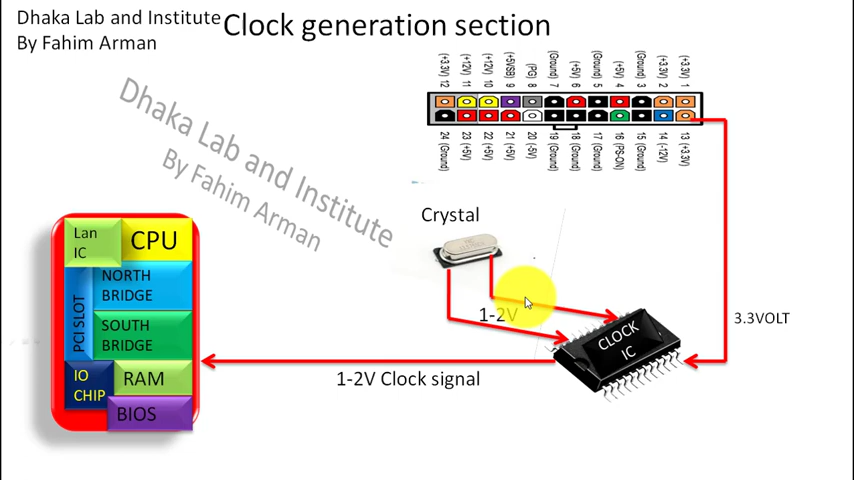 Dhaka Lab and Institute
By Fahim Arman
Clock generation section
(+3.3V) 12
(+12V) 11
(+12V) 10
(+5VSB) 9
(PG) 8
(Ground) 7
(+5V) 6
(Ground) 5
(+5V) 4
(Ground) 3
(+3.3V) 2
(+3.3V) 1
24 (Ground)
23 (+5V)
22 (+5V)
21 (+5V)
20 (-5V)
19 (Ground)
18 (Ground)
17 (Ground)
16 (PS-ON)
15 (Ground)
14 (-12V)
13 (+3.3V)
Dhaka Lab and Institute
By Fahim Arman
Crystal
1-2V
CLOCK
IC
3.3VOLT
1-2V Clock signal
Lan
IC
CPU
NORTH
BRIDGE
PCI SLOT
SOUTH
BRIDGE
IO
CHIP
RAM
BIOS